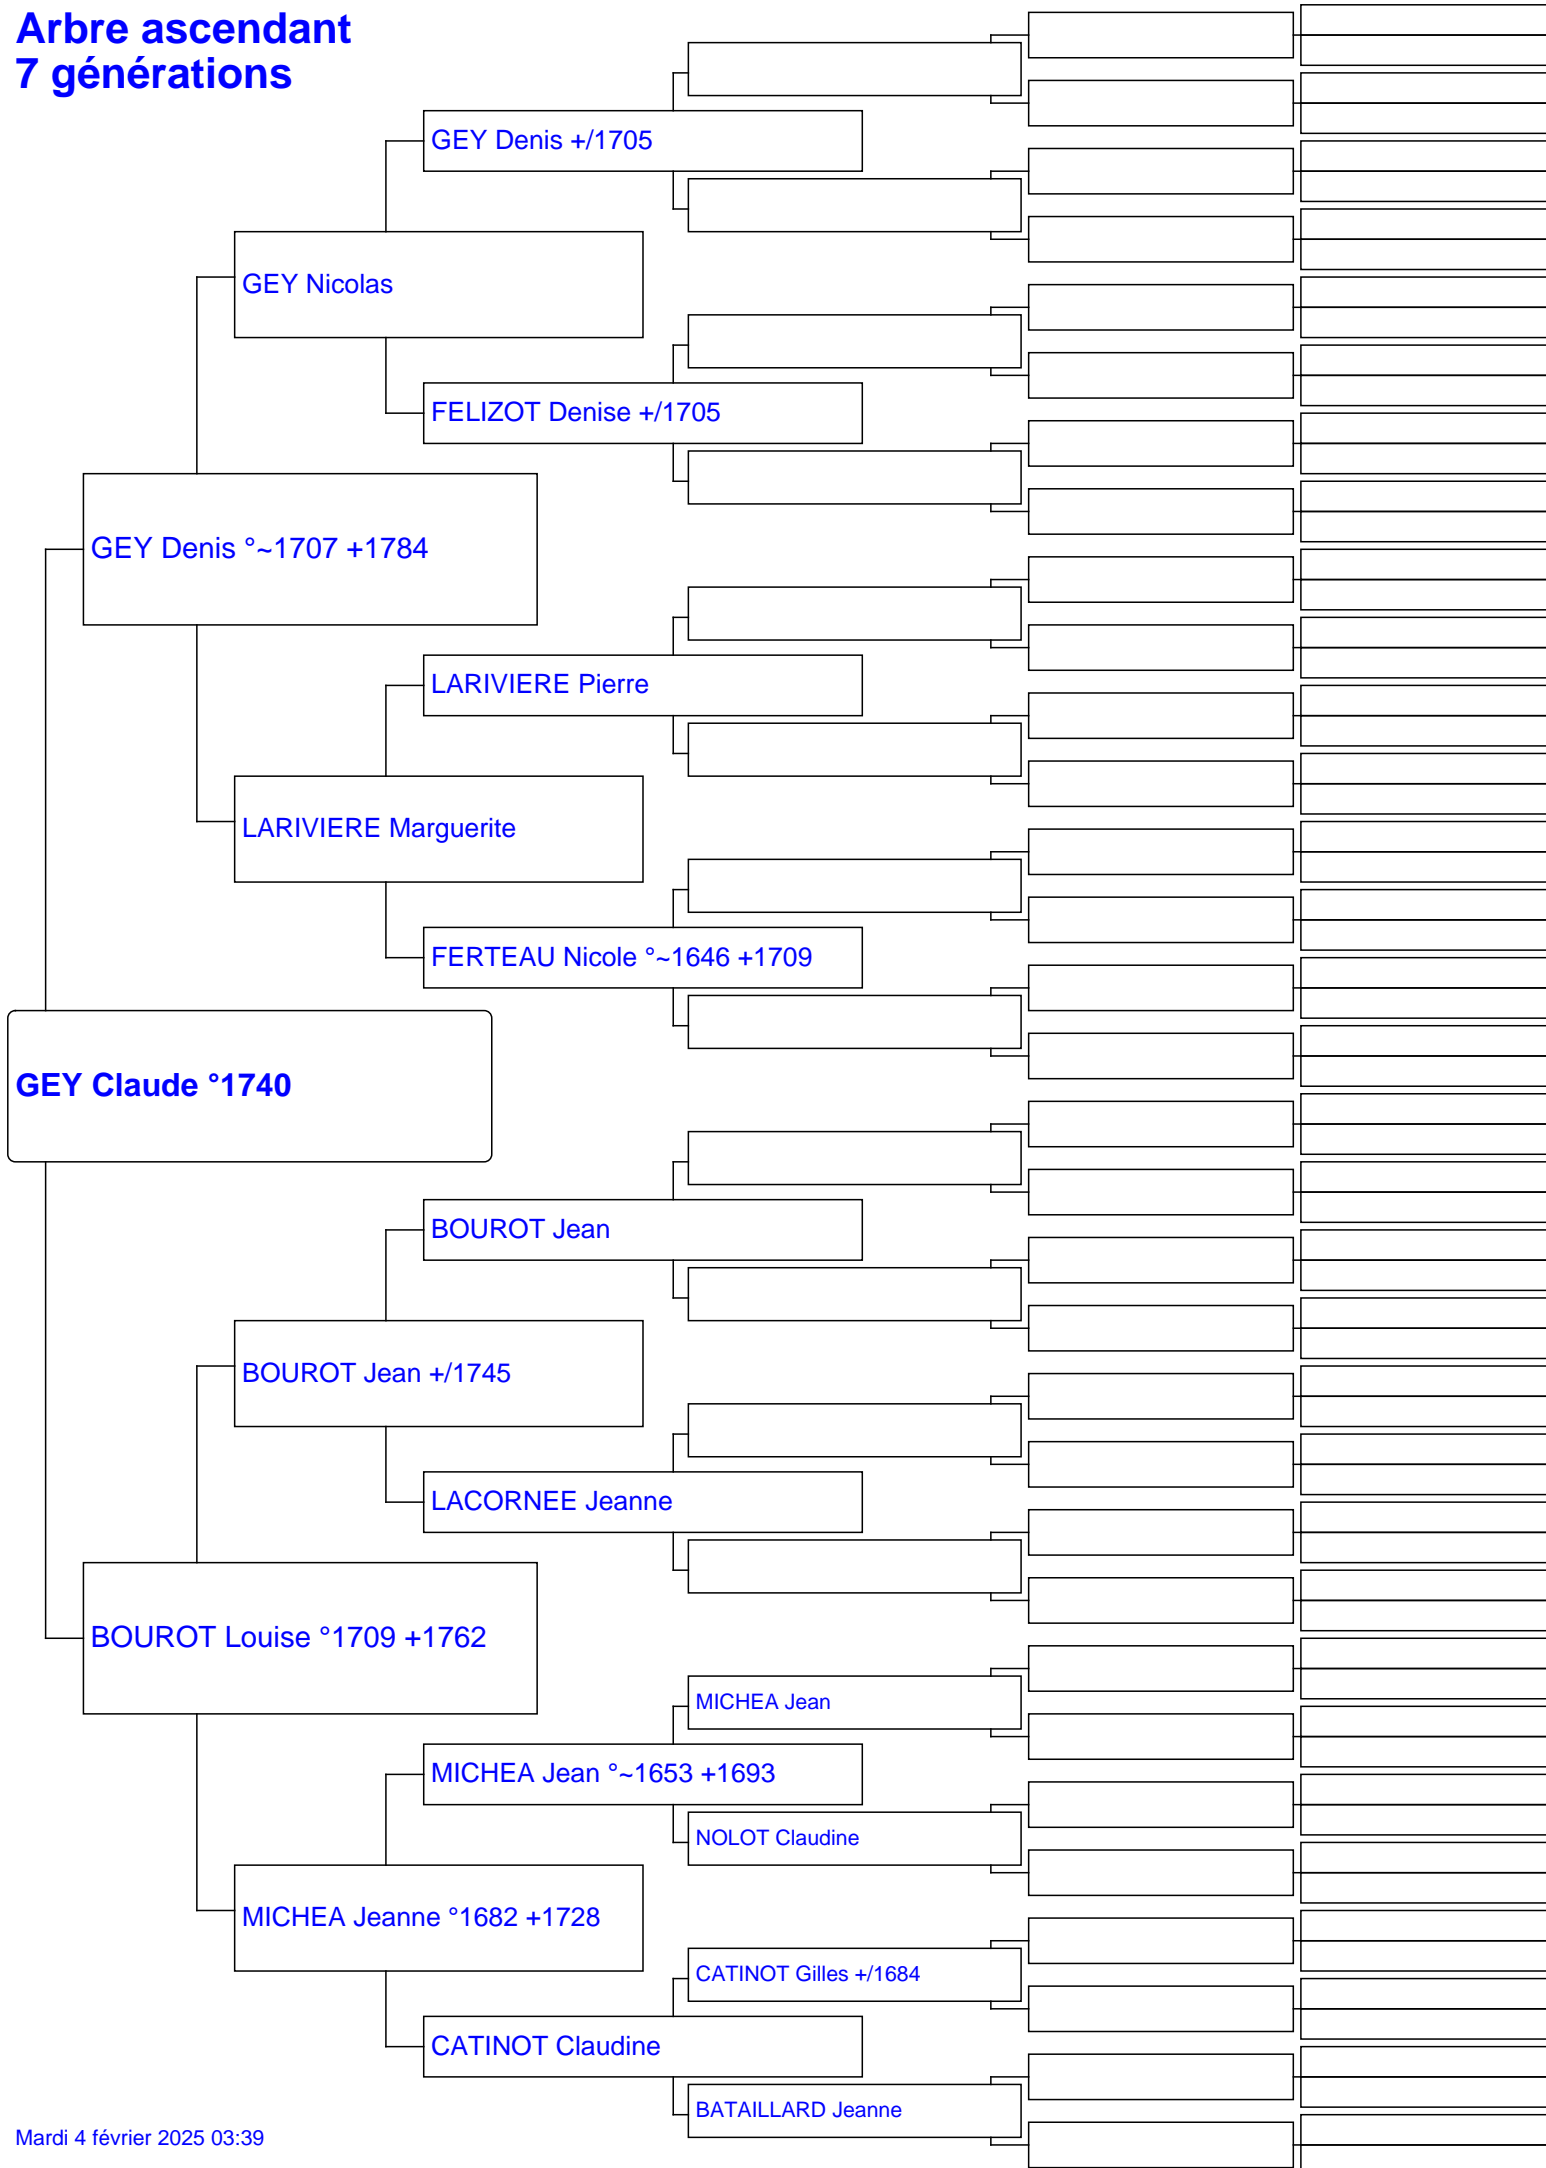 Arbre ascendant
7 générations
GEY Denis +/1705
GEY Nicolas
FELIZOT Denise +/1705
GEY Denis °~1707 +1784
LARIVIERE Pierre
LARIVIERE Marguerite
FERTEAU Nicole °~1646 +1709
GEY Claude °1740
BOUROT Jean
BOUROT Jean +/1745
LACORNEE Jeanne
BOUROT Louise °1709 +1762
MICHEA Jean
MICHEA Jean °~1653 +1693
NOLOT Claudine
MICHEA Jeanne °1682 +1728
CATINOT Gilles +/1684
CATINOT Claudine
BATAILLARD Jeanne
Mardi 4 février 2025 03:39